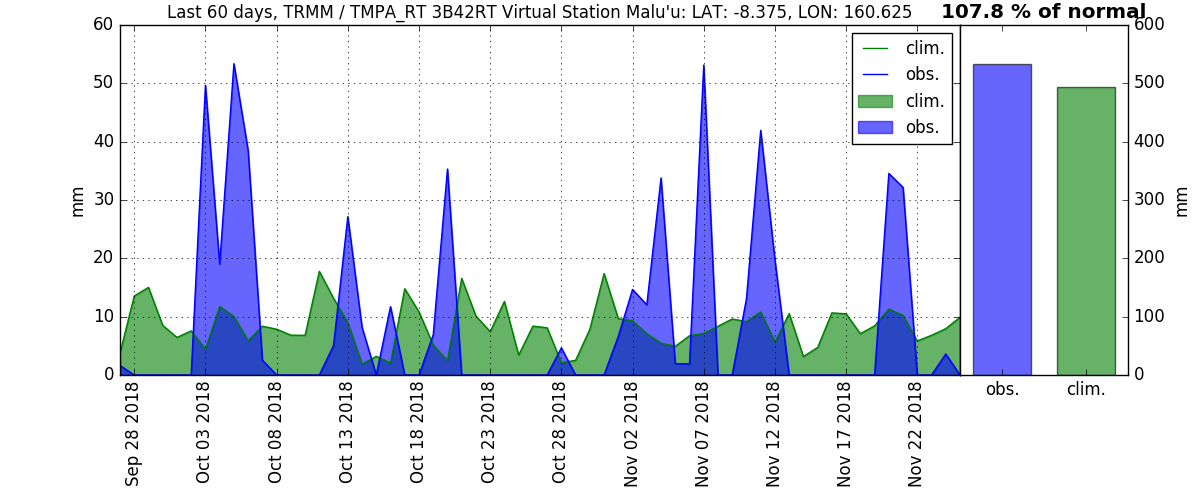 Last 60 days, TRMM / TMPA_RT 3B42RT Virtual Station Malu'u: LAT: -8.375, LON: 160.625
107.8 % of normal
60
50
40
30
20
10
0
mm
clim.
obs.
clim.
obs.
600
500
400
300
200
100
0
mm
Sep 28 2018
Oct 03 2018
Oct 08 2018
Oct 13 2018
Oct 18 2018
Oct 23 2018
Oct 28 2018
Nov 02 2018
Nov 07 2018
Nov 12 2018
Nov 17 2018
Nov 22 2018
obs.
clim.